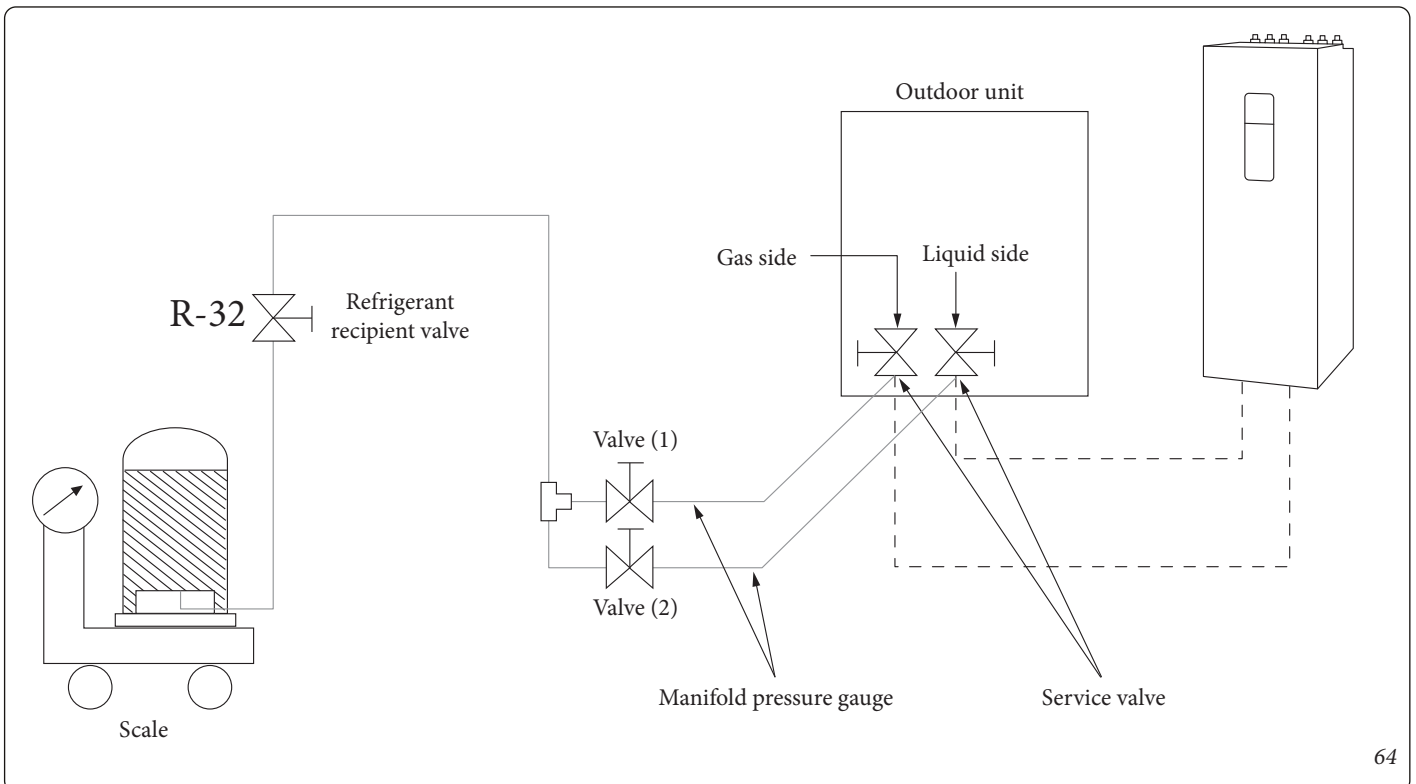 Outdoor unit
Gas side
Liquid side
R-32
Refrigerant
recipient valve
Valve (1)
Valve (2)
Manifold pressure gauge
Service valve
Scale
64